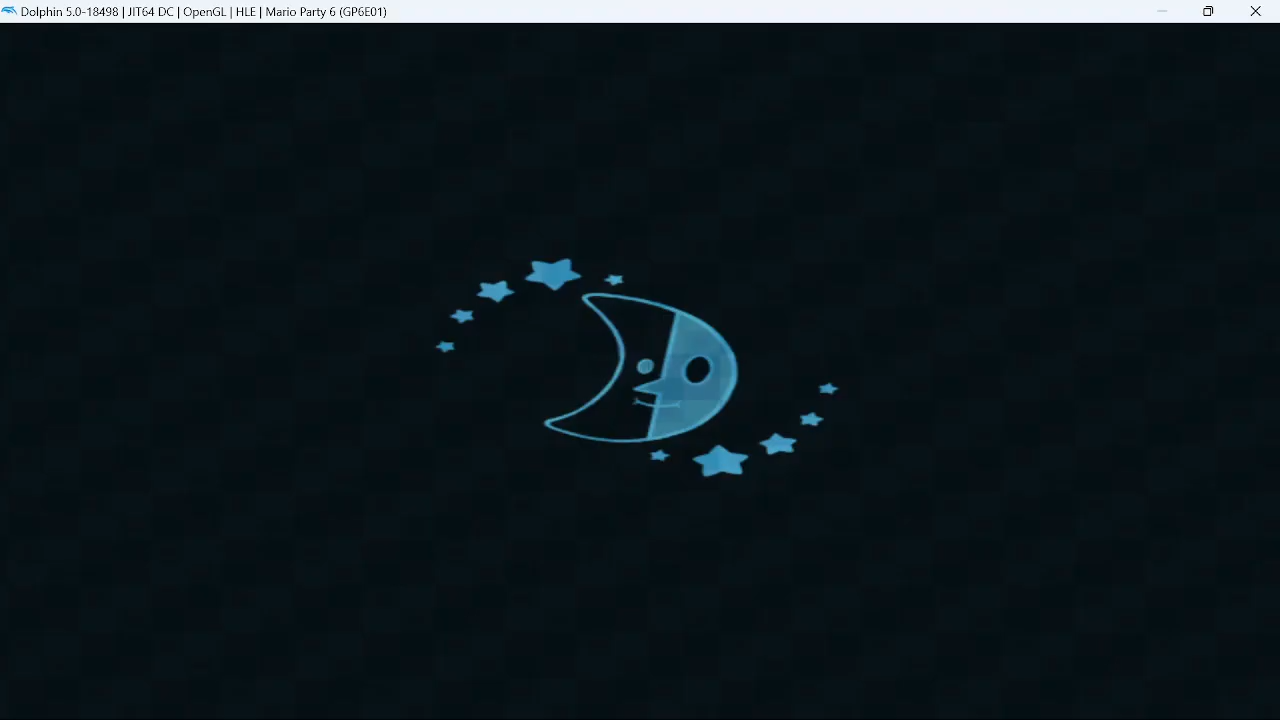 Dolphin 5.0-18498 | JIT64 DC | OpenGL | HLE | Mario Party 6 (GP6E01)